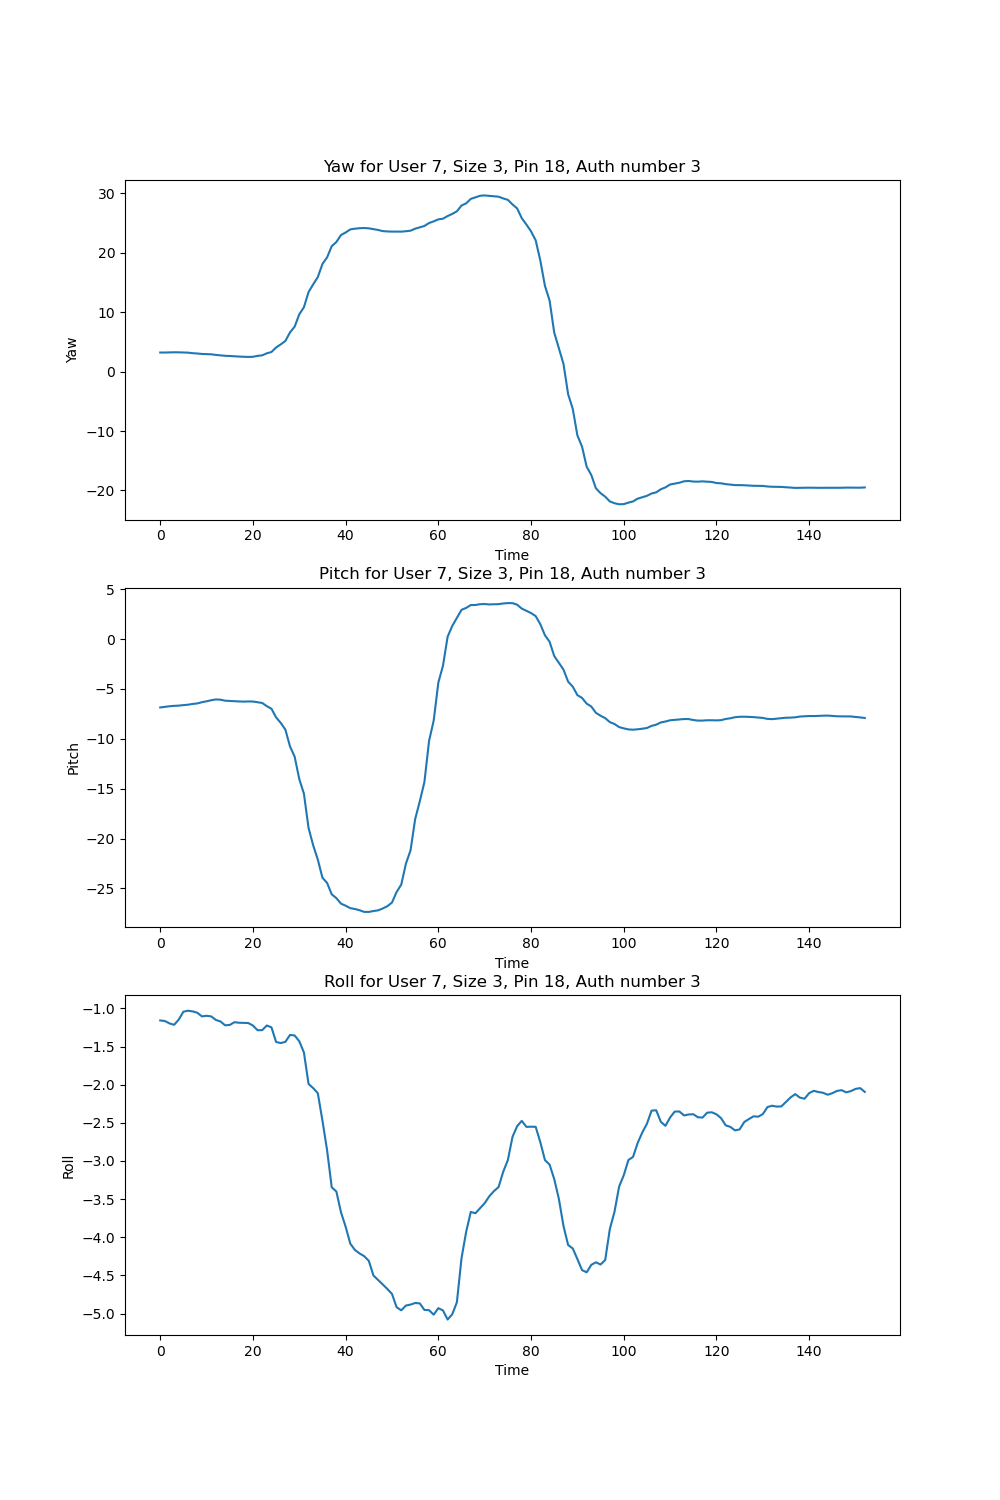 Yaw for User 7, Size 3, Pin 18, Auth number 3
30
20
10
0
−10
−20
Yaw
0 20 40 60 80 100 120 140
Time
Pitch for User 7, Size 3, Pin 18, Auth number 3
5
0
−5
−10
−15
−20
−25
Pitch
0 20 40 60 80 100 120 140
Time
Roll for User 7, Size 3, Pin 18, Auth number 3
−1.0
−1.5
−2.0
−2.5
−3.0
−3.5
−4.0
−4.5
−5.0
Roll
0 20 40 60 80 100 120 140
Time